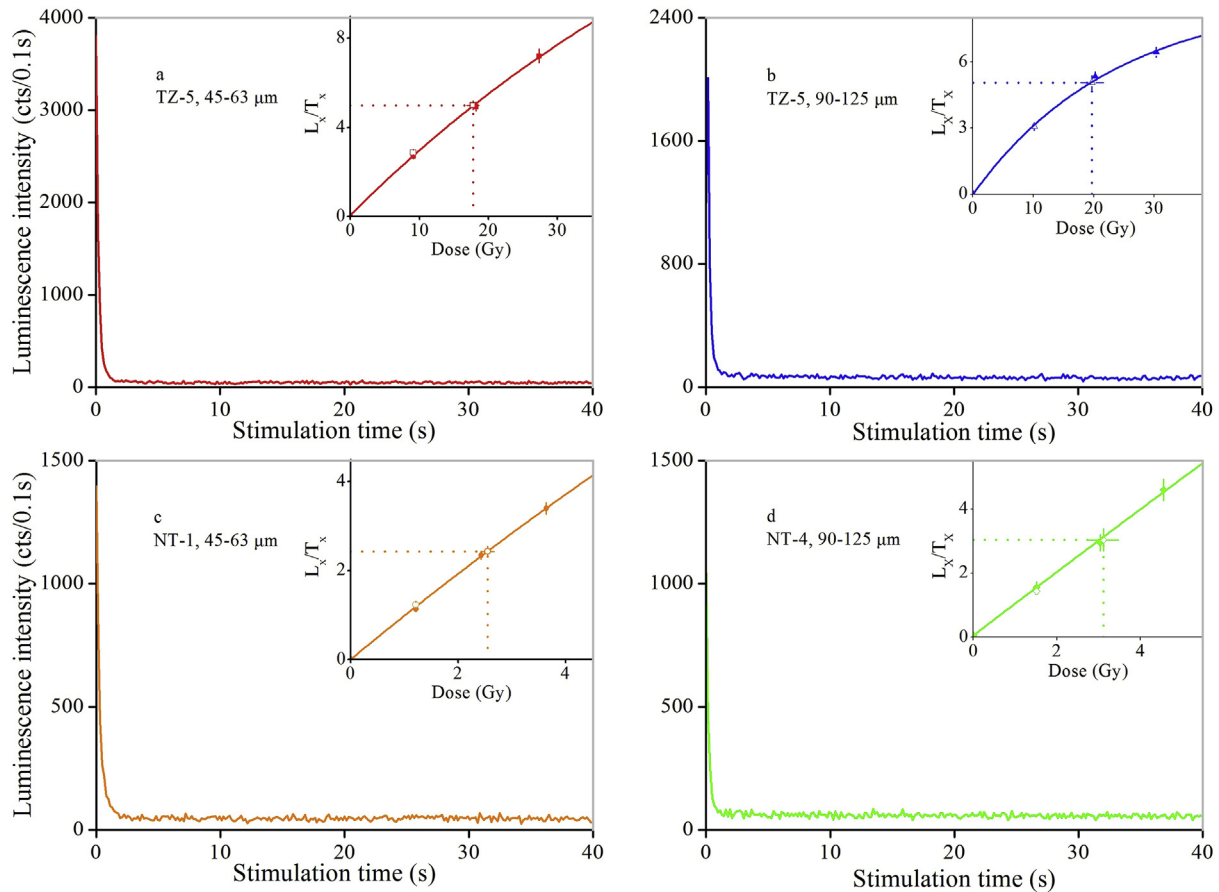 4000
3000
2000
1000
0
Luminescence intensity (cts/0.1s)
0
10
20
30
40
Stimulation time (s)
a
TZ-5, 45-63 μm
8
4
0
Lx/Tx
0
10
20
30
Dose (Gy)
2400
1600
800
0
0
10
20
30
40
Stimulation time (s)
b
TZ-5, 90-125 μm
6
3
0
Lx/Tx
0
10
20
30
Dose (Gy)
1500
1000
500
0
Luminescence intensity (cts/0.1s)
0
10
20
30
40
Stimulation time (s)
c
NT-1, 45-63 μm
4
2
0
Lx/Tx
0
2
4
Dose (Gy)
1500
1000
500
0
0
10
20
30
40
Stimulation time (s)
d
NT-4, 90-125 μm
4
2
0
Lx/Tx
0
2
4
Dose (Gy)